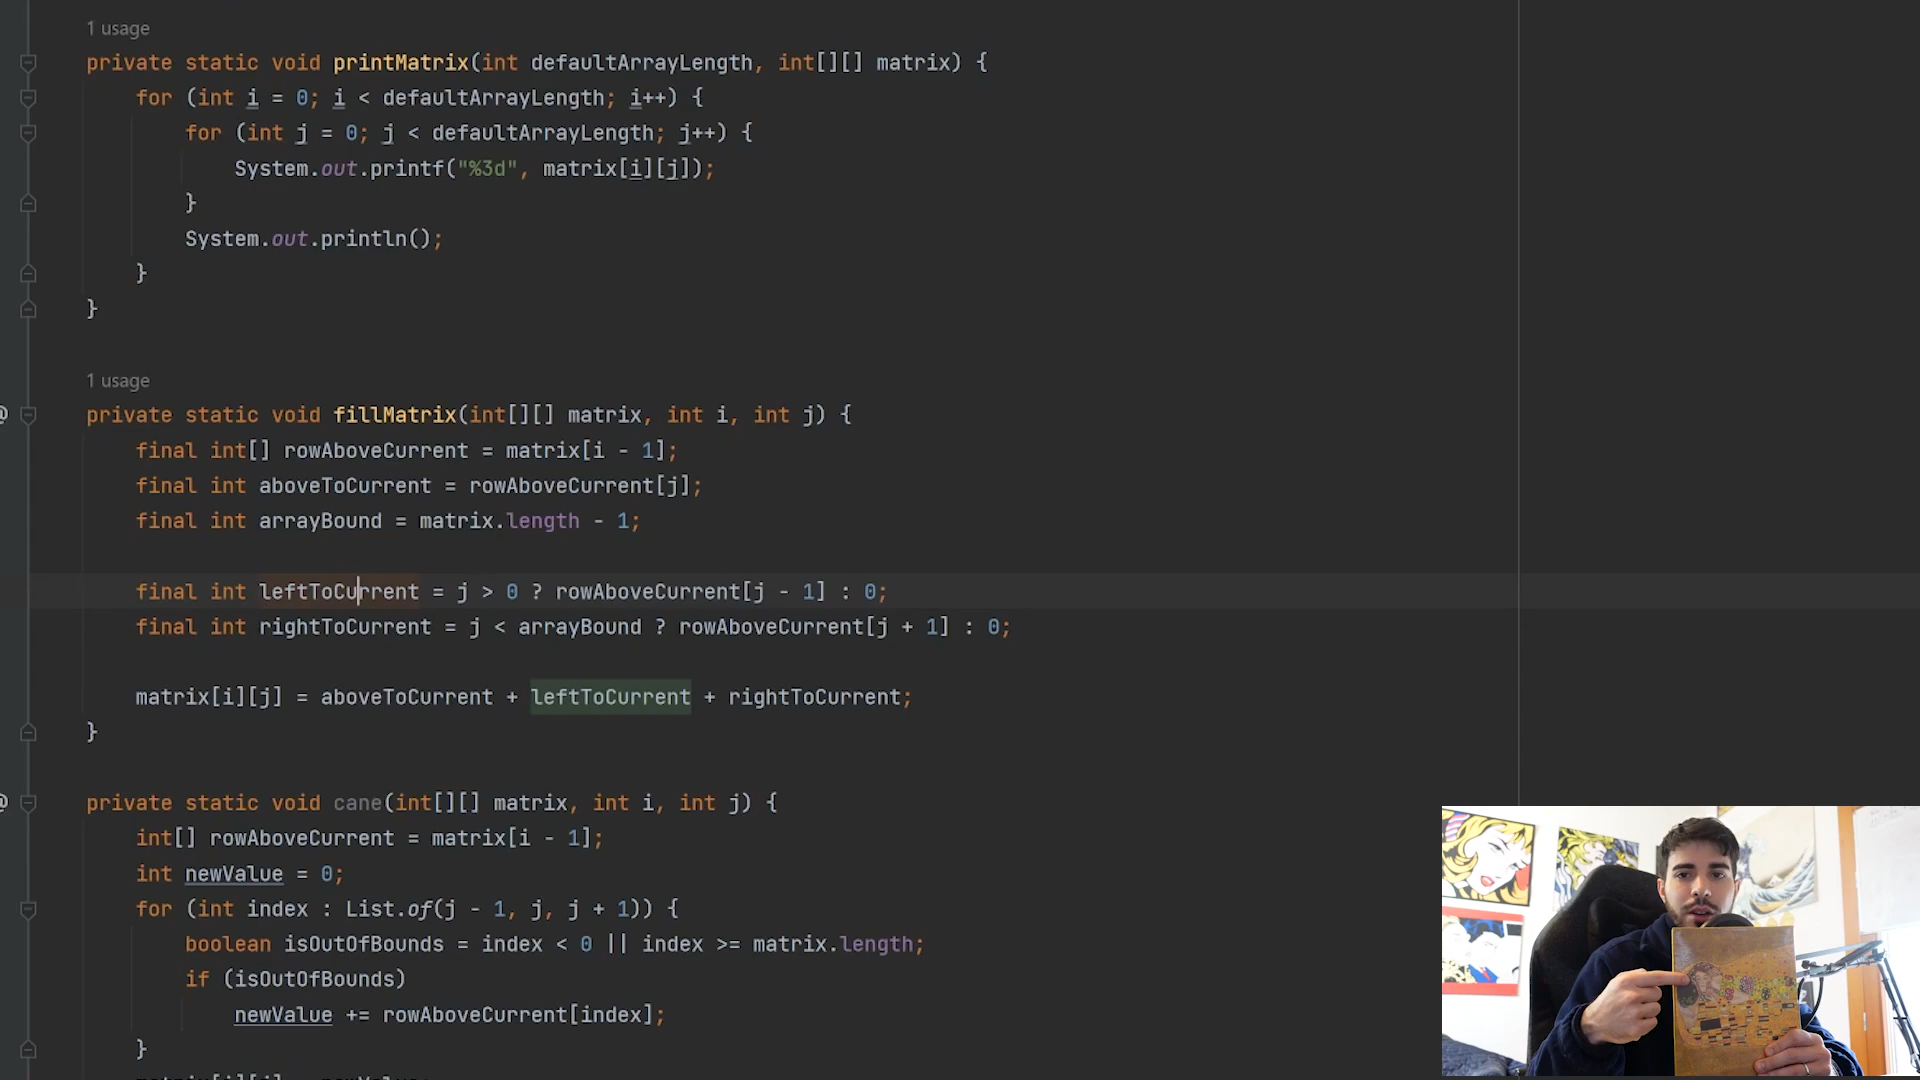 1 usage
private static void printMatrix(int defaultArrayLength, int[][] matrix) {
for (int i = 0; i < defaultArrayLength; i++) {
for (int j = 0; j < defaultArrayLength; j++) {
System.out.printf("%3d", matrix[i][j]);
}
System.out.println();
}
}
1 usage
@
private static void fillMatrix(int[][] matrix, int i, int j) {
final int[] rowAboveCurrent = matrix[i - 1];
final int aboveToCurrent = rowAboveCurrent[j];
final int arrayBound = matrix.length - 1;
final int leftToCurrent = j > 0 ? rowAboveCurrent[j - 1] : 0;
final int rightToCurrent = j < arrayBound ? rowAboveCurrent[j + 1] : 0;
matrix[i][j] = aboveToCurrent + leftToCurrent + rightToCurrent;
}
@
private static void cane(int[][] matrix, int i, int j) {
int[] rowAboveCurrent = matrix[i - 1];
int newValue = 0;
for (int index : List.of(j - 1, j, j + 1)) {
boolean isOutOfBounds = index < 0 || index >= matrix.length;
if (isOutOfBounds)
newValue += rowAboveCurrent[index];
}